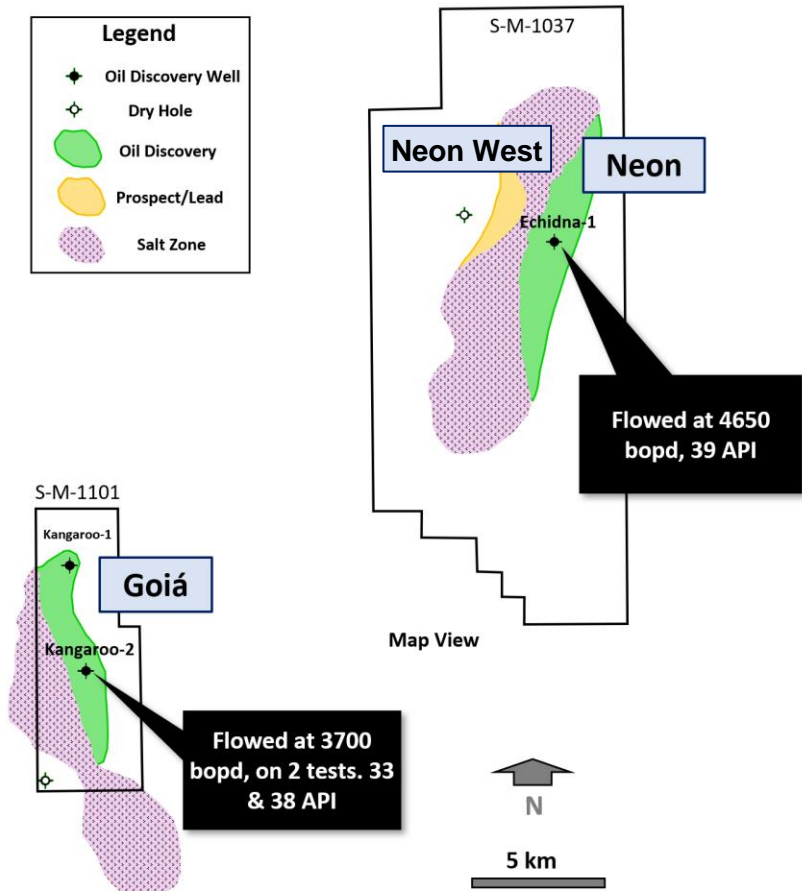 Legend
Oil Discovery Well
Dry Hole
Oil Discovery
Prospect/Lead
Salt Zone
S-M-1037
Neon West
Neon
Echidna-1
Flowed at 4650
bopd, 39 API
S-M-1101
Kangaroo-1
Goiá
Kangaroo-2
Map View
Flowed at 3700
bopd, on 2 tests. 33
& 38 API
N
5 km